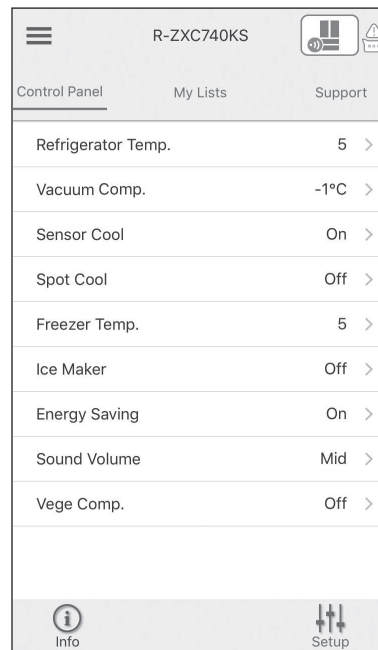 R-ZXC740KS
Control Panel My Lists Support
Refrigerator Temp. 5
Vacuum Comp. -1°C
Sensor Cool On
Spot Cool Off
Freezer Temp. 5
Ice Maker Off
Energy Saving On
Sound Volume Mid
Vege Comp. Off
Info Setup